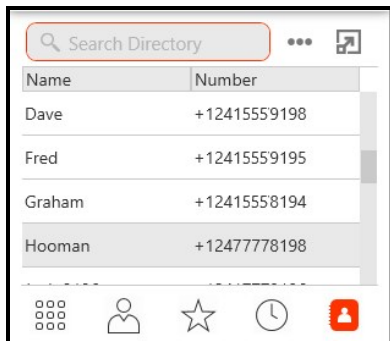 Search Directory
Name Number
Dave +12415559198
Fred +12415559195
Graham +12415558194
Hooman +12477778198